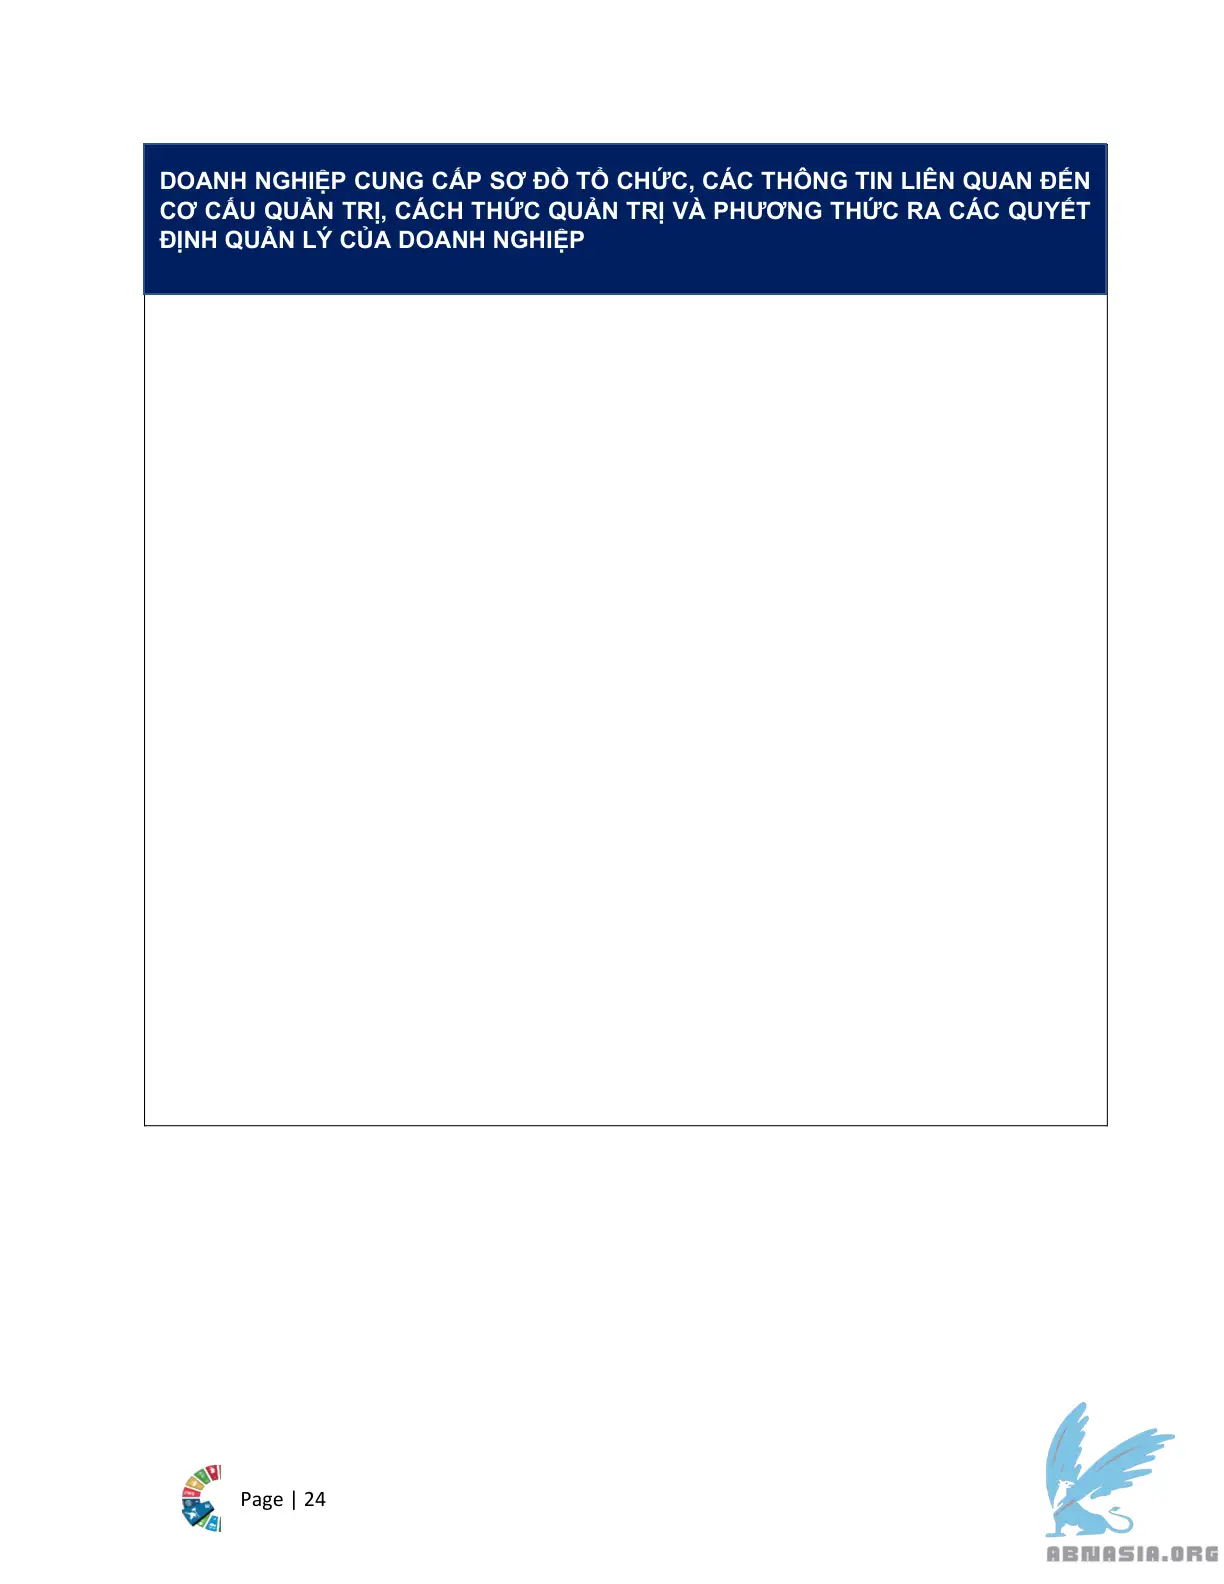 DOANH NGHIỆP CUNG CẤP SƠ ĐỒ TỔ CHỨC, CÁC THÔNG TIN LIÊN QUAN ĐẾN
CƠ CẤU QUẢN TRỊ, CÁCH THỨC QUẢN TRỊ VÀ PHƯƠNG THỨC RA CÁC QUYẾT
ĐỊNH QUẢN LÝ CỦA DOANH NGHIỆP
Page | 24
ABNASIA.ORG